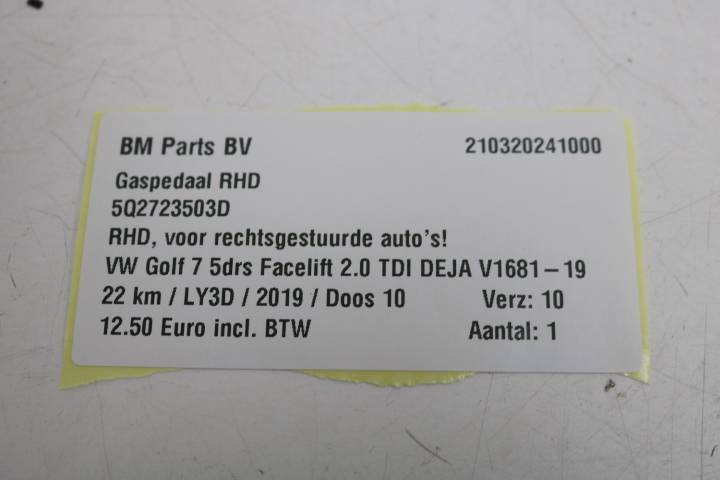 BM Parts BV 210320241000
Gaspedaal RHD
5Q2723503D
RHD, voor rechtsgestuurde auto's!
VW Golf 7 5drs Facelift 2.0 TDI DEJA V1681-19
22 km / LY3D / 2019 / Doos 10 Verz: 10
12.50 Euro incl. BTW Aantal: 1